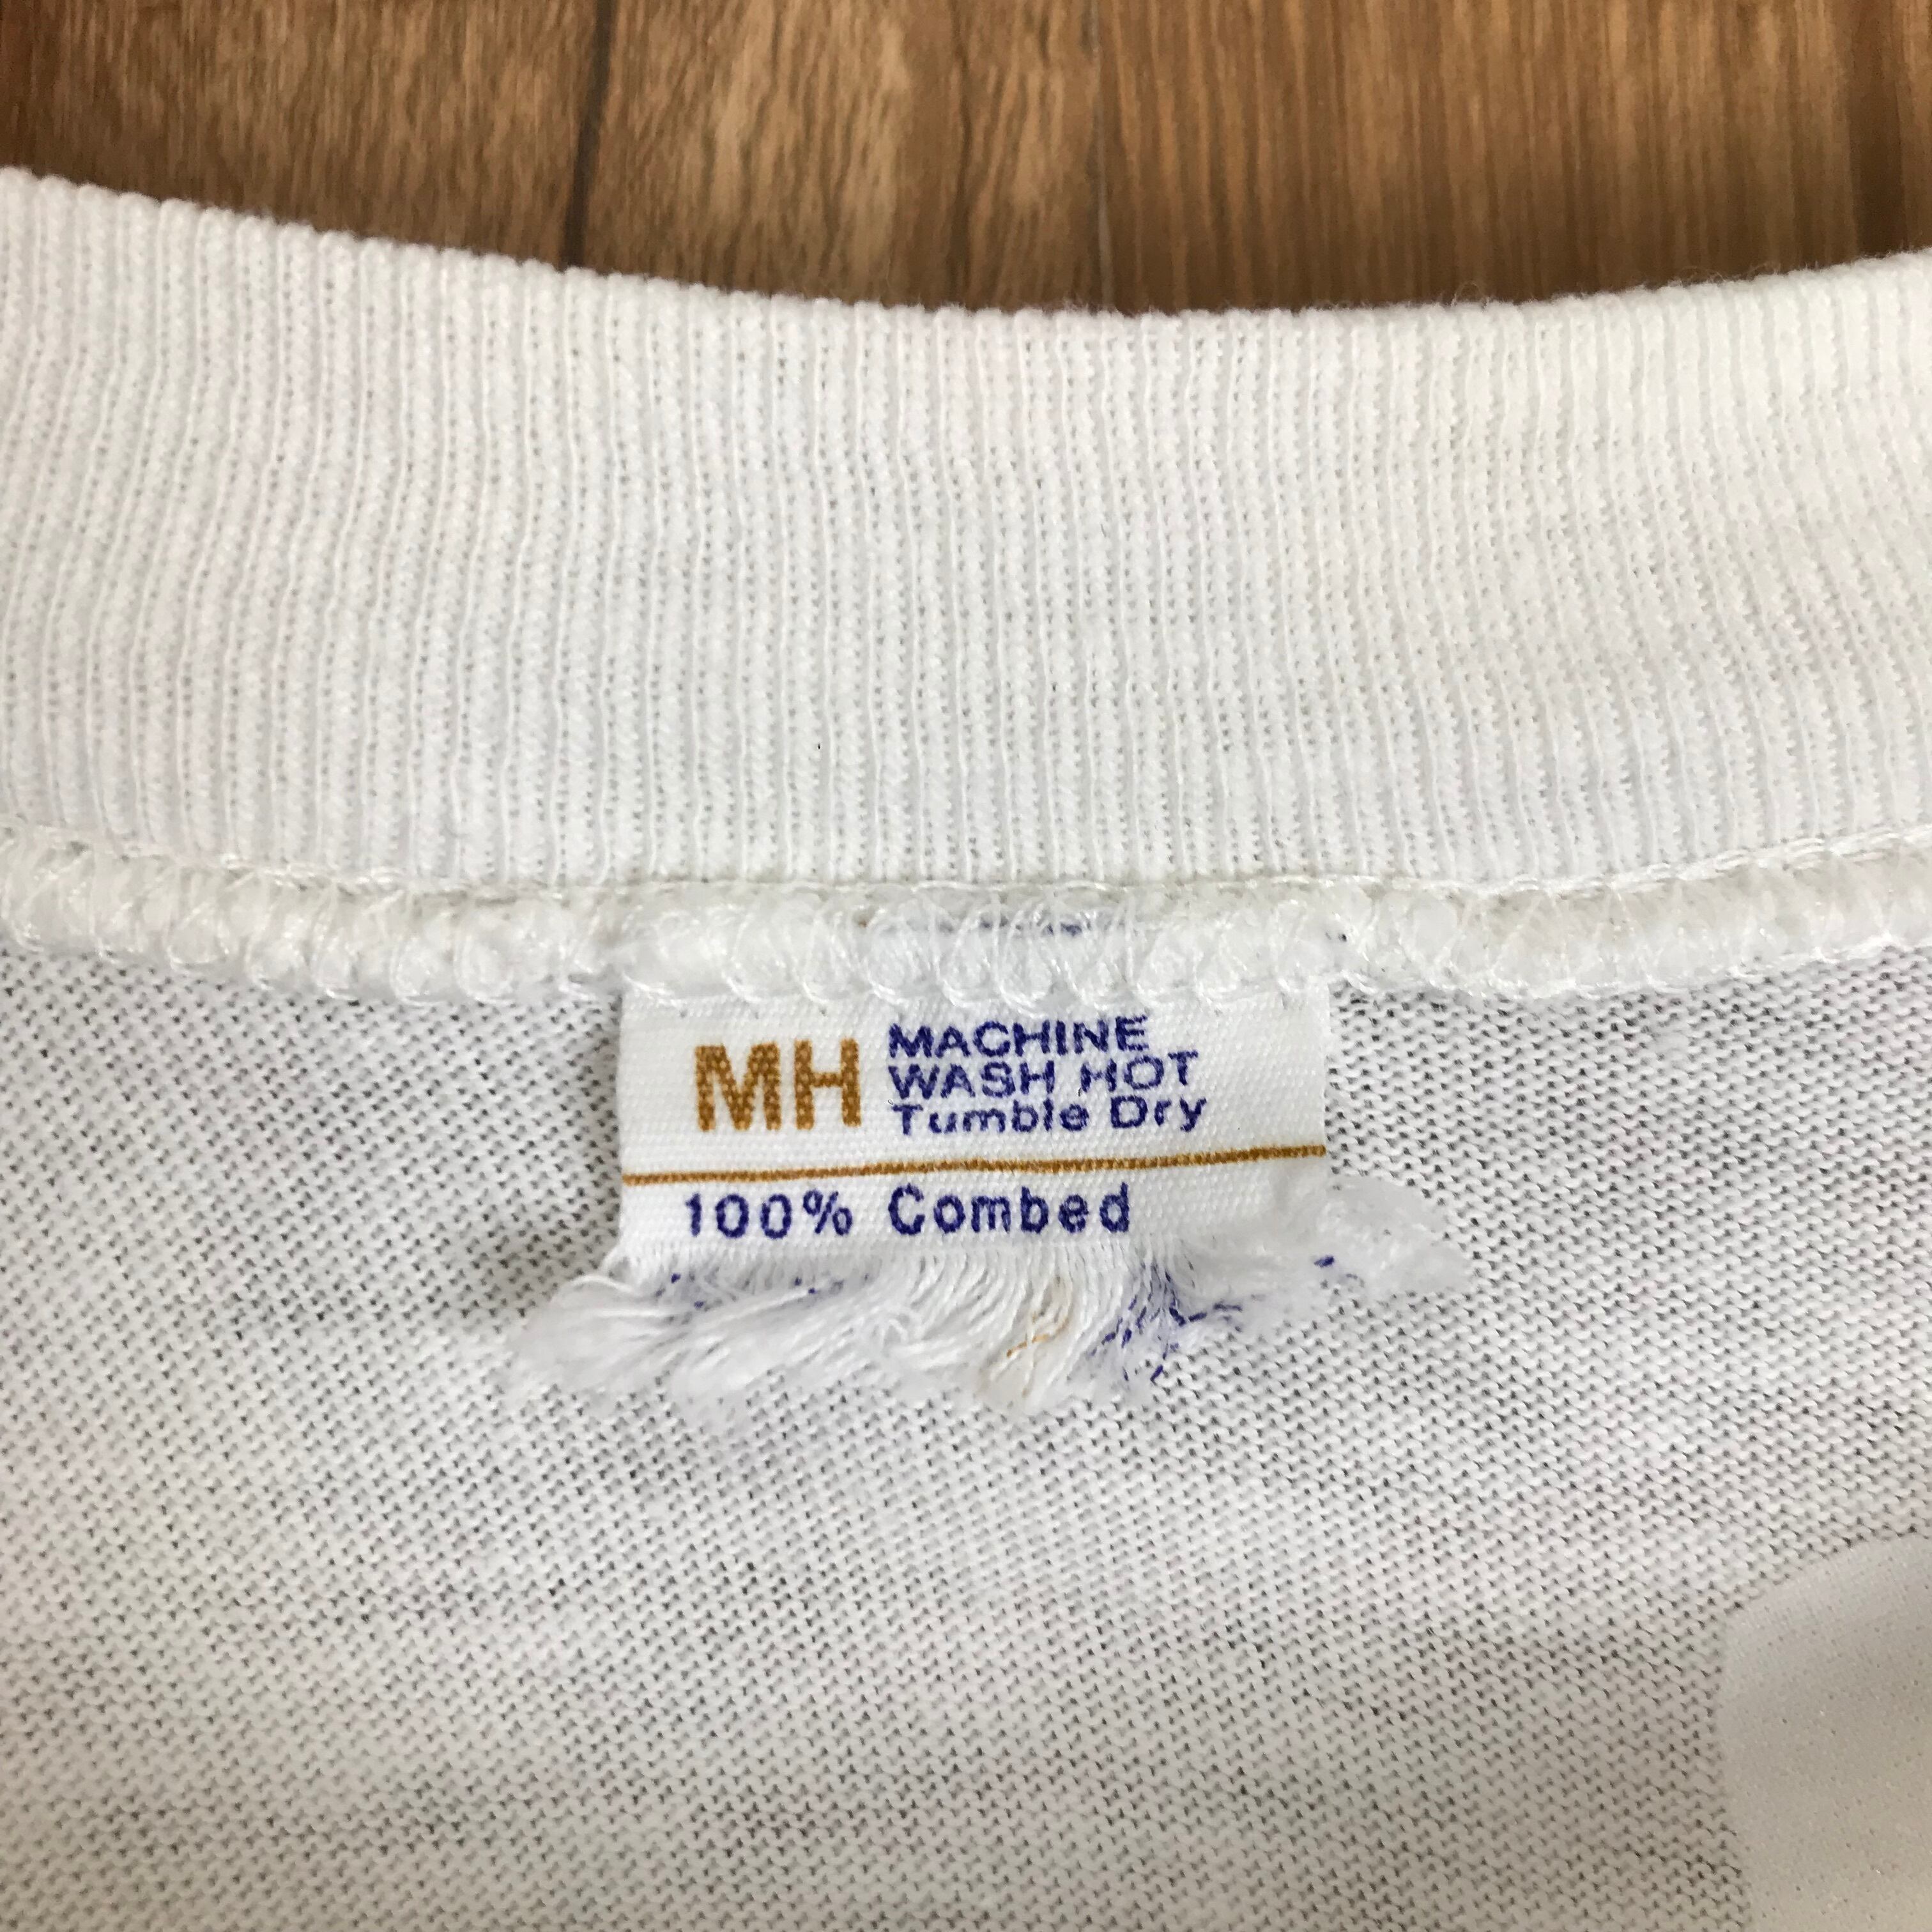 MH
MACHINE
WASH HOT
Tumble Dry
100% Combed